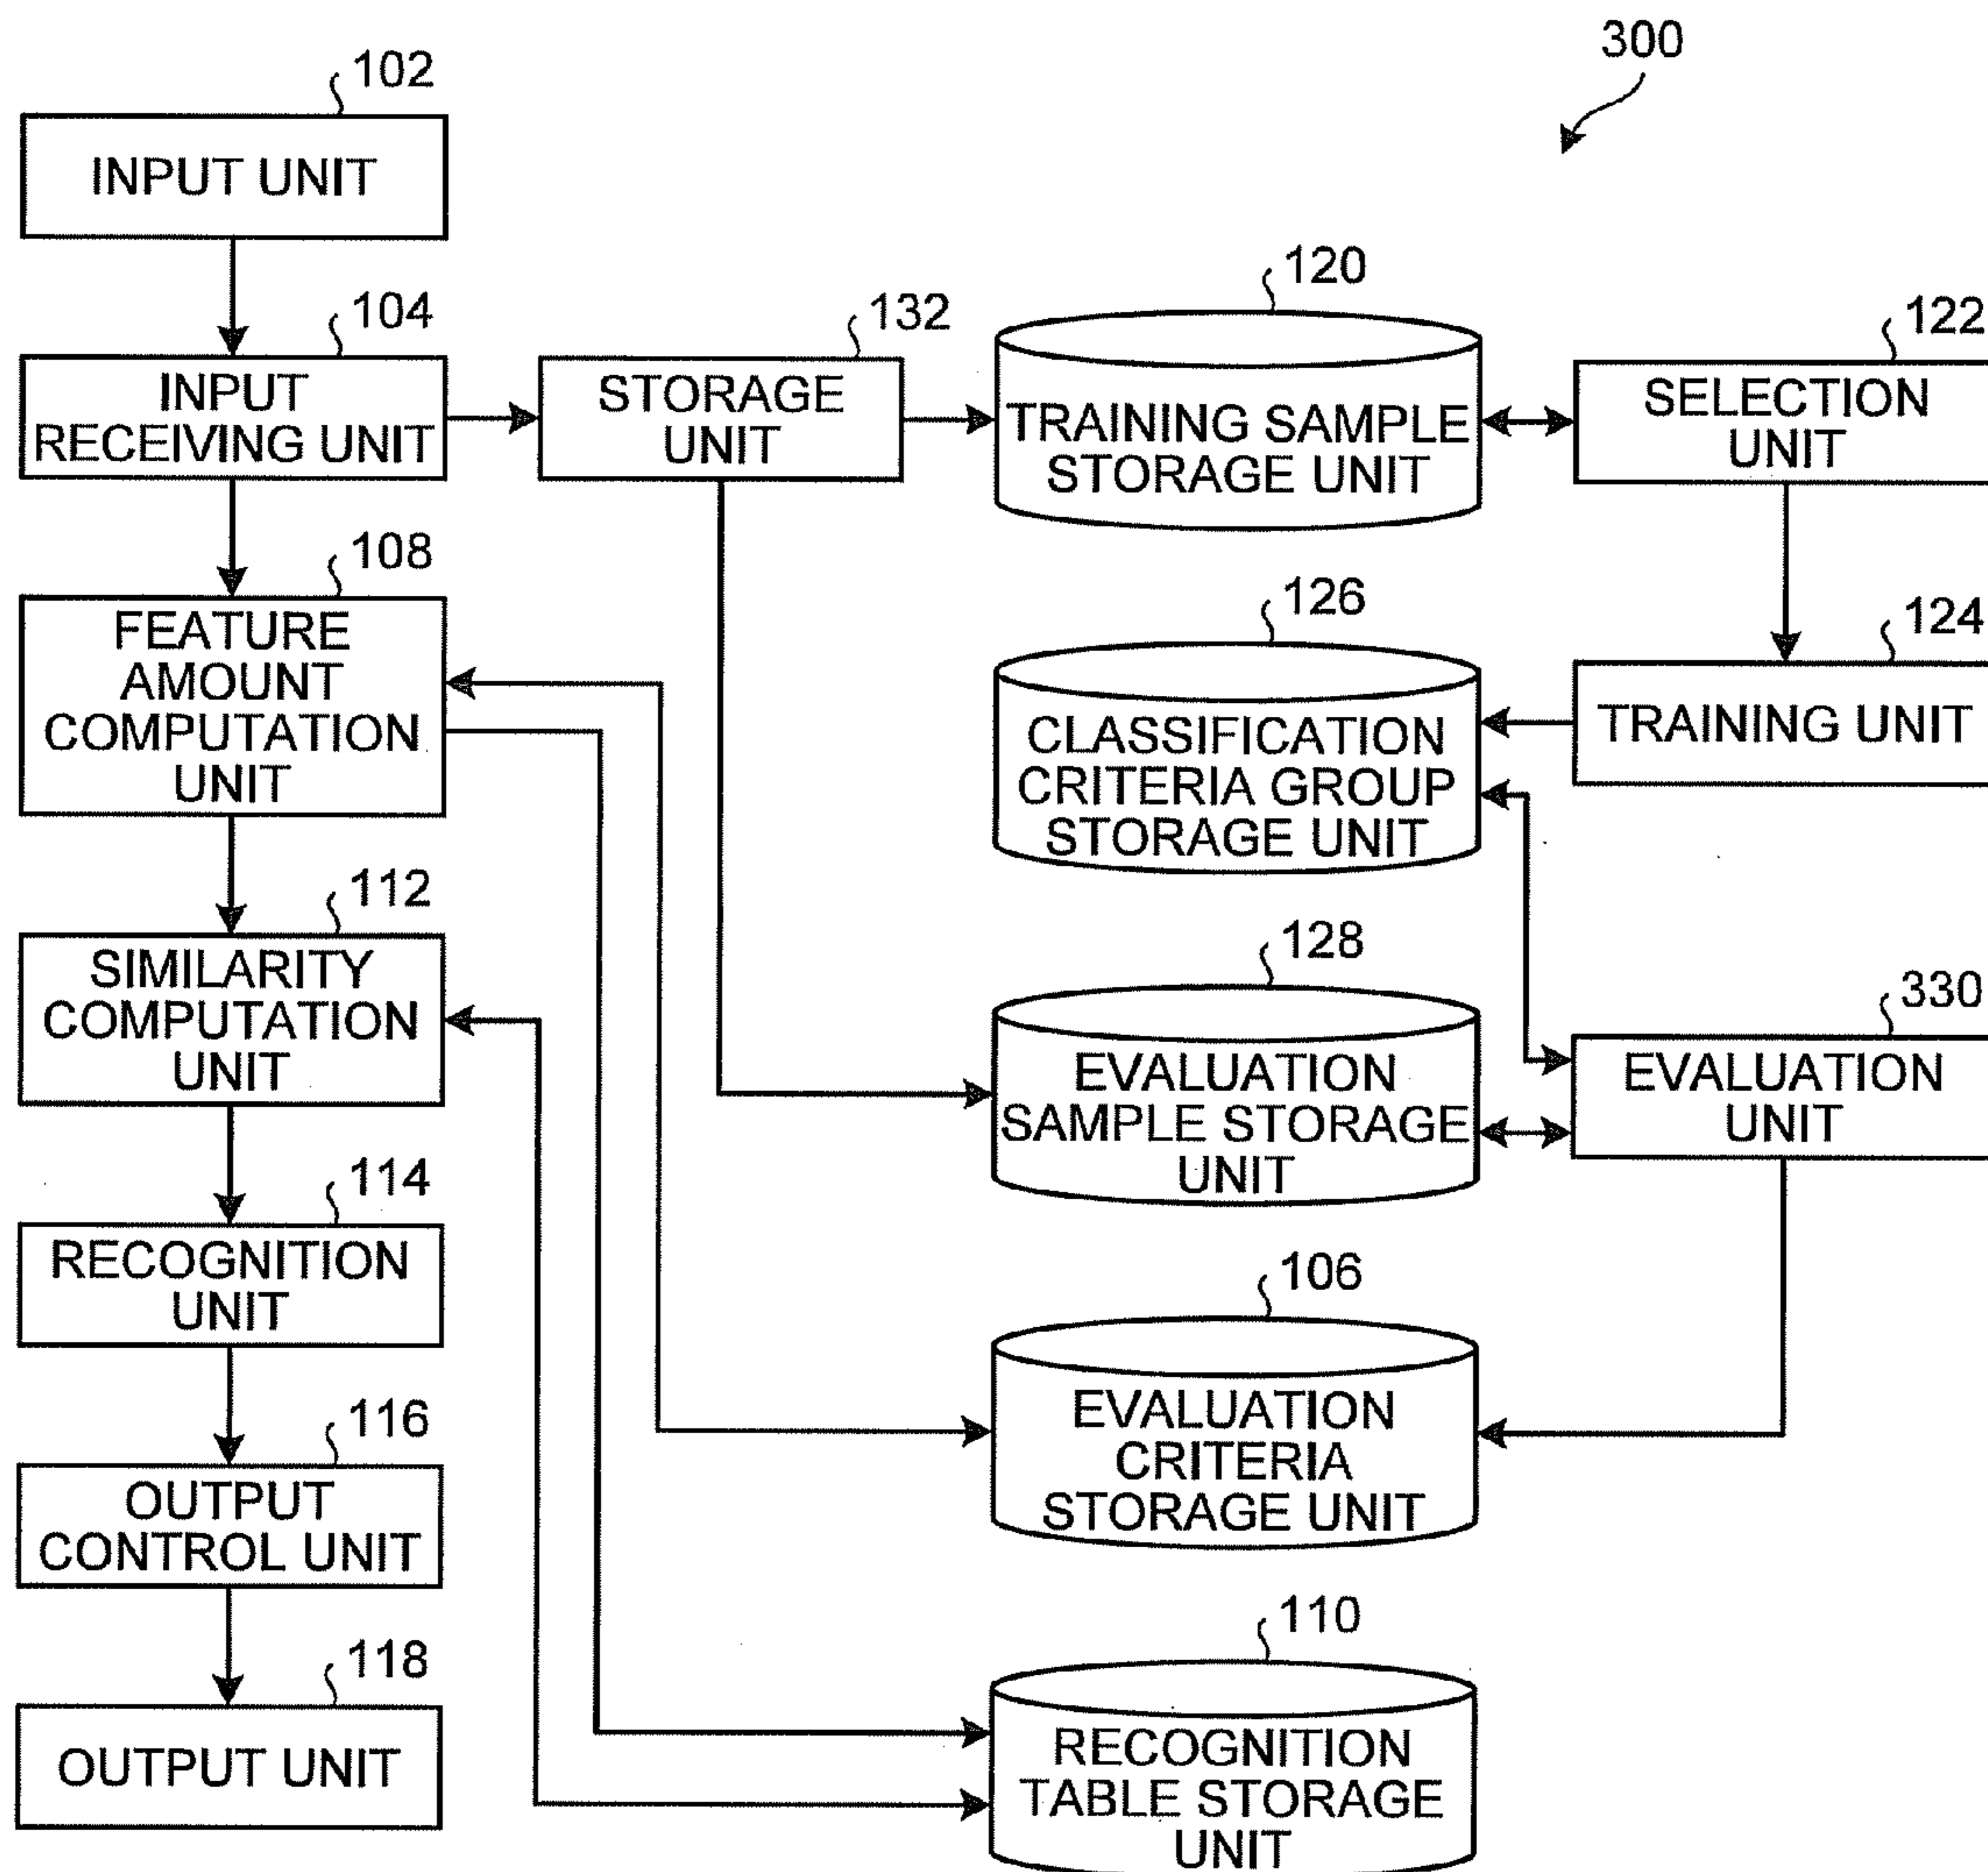 300
102
INPUT UNIT
104
INPUT
RECEIVING UNIT
132
STORAGE
UNIT
120
TRAINING SAMPLE
STORAGE UNIT
122
SELECTION
UNIT
108
FEATURE
AMOUNT
COMPUTATION
UNIT
126
CLASSIFICATION
CRITERIA GROUP
STORAGE UNIT
124
TRAINING UNIT
112
SIMILARITY
COMPUTATION
UNIT
128
EVALUATION
SAMPLE STORAGE
UNIT
330
EVALUATION
UNIT
114
RECOGNITION
UNIT
106
EVALUATION
CRITERIA
STORAGE UNIT
116
OUTPUT
CONTROL UNIT
110
RECOGNITION
TABLE STORAGE
UNIT
118
OUTPUT UNIT